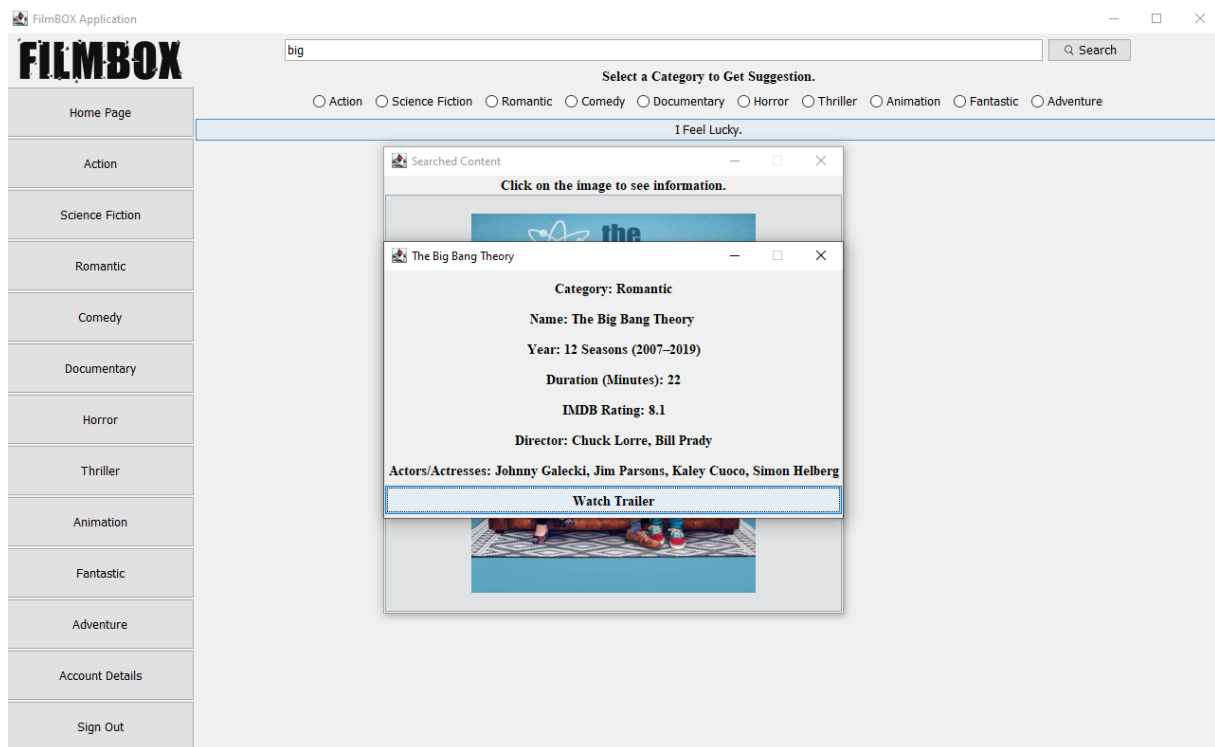 FilmBOX Application
FILMBOX
big
Search
Select a Category to Get Suggestion.
Action Science Fiction Romantic Comedy Documentary Horror Thriller Animation Fantastic Adventure
I Feel Lucky.
Home Page
Action
Science Fiction
Romantic
Comedy
Documentary
Horror
Thriller
Animation
Fantastic
Adventure
Account Details
Sign Out
Searched Content
Click on the image to see information.
the
The Big Bang Theory
Category: Romantic
Name: The Big Bang Theory
Year: 12 Seasons (2007–2019)
Duration (Minutes): 22
IMDB Rating: 8.1
Director: Chuck Lorre, Bill Prady
Actors/Actresses: Johnny Galecki, Jim Parsons, Kaley Cuoco, Simon Helberg
Watch Trailer